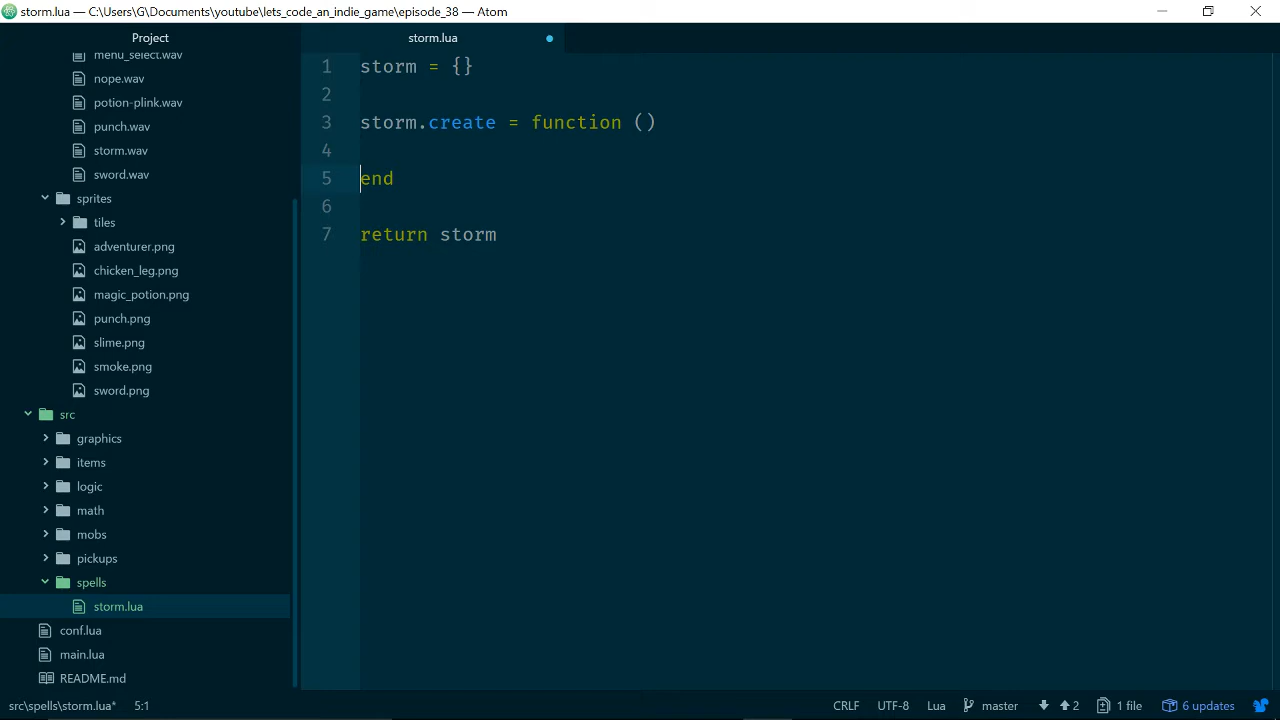 storm.lua — C:\Users\G\Documents\youtube\lets_code_an_indie_game\episode_38 — Atom
Project
menu_select.wav
nope.wav
potion-plink.wav
punch.wav
storm.wav
sword.wav
sprites
tiles
adventurer.png
chicken_leg.png
magic_potion.png
punch.png
slime.png
smoke.png
sword.png
src
graphics
items
logic
math
mobs
pickups
spells
storm.lua
conf.lua
main.lua
README.md
storm.lua
1 storm = {}
2
3 storm.create = function ()
4
5 end
6
7 return storm
src\spells\storm.lua* 5:1 CRLF UTF-8 Lua master 2 1 file 6 updates